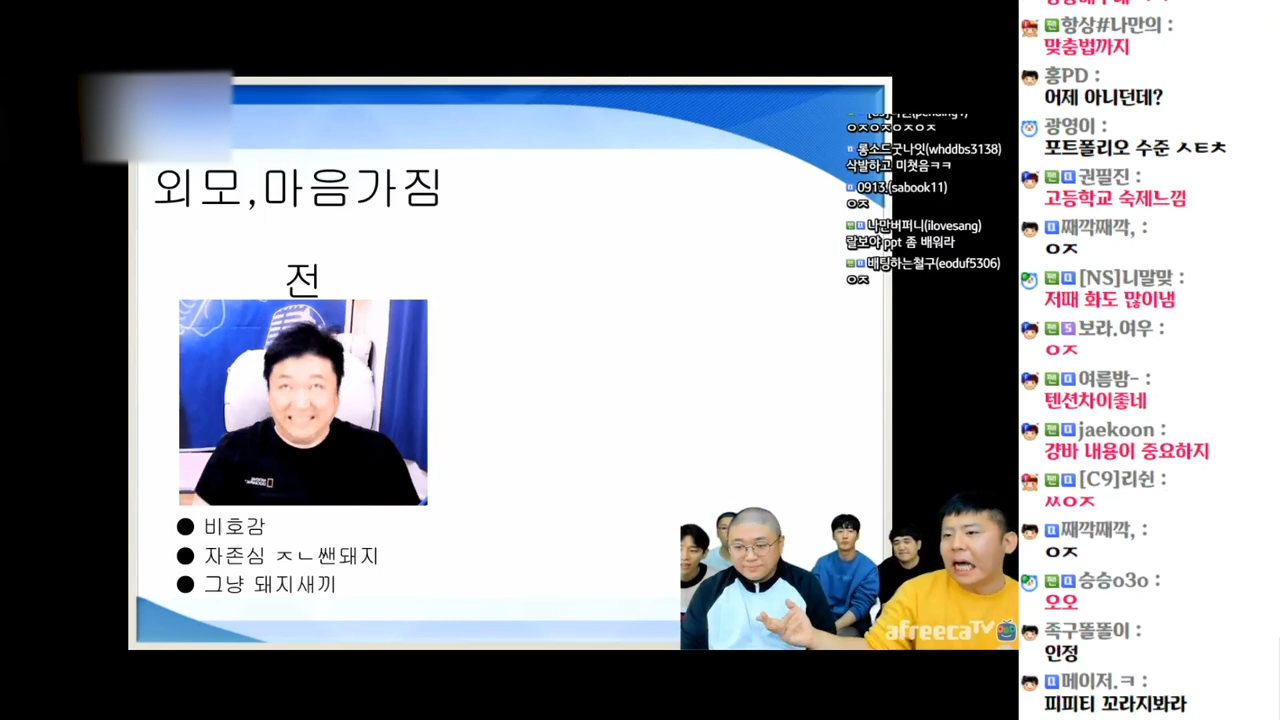 외모,마음가짐
전
● 비호감
● 자존심 ㅈㄴ쌘돼지
● 그냥 돼지새끼
ㅇㅈㅇㅈㅇㅈㅇㅈ
롱소드굿나잇(whddbs3138)
삭발하고 미쳤음ㅋㅋ
0913.(sabook11)
ㅇㅈ
나만버퍼니(ilovesang)
랄보야 ppt 좀 배워라
배팅하는철구(eoduf5306)
ㅇㅈ
afreecaTV
항상#나만의 :
맞춤법까지
홍PD :
어제 아니던데?
광영이 :
포트폴리오 수준 ㅅㅌㅊ
권필진 :
고등학교 숙제느낌
째깍째깍, :
ㅇㅈ
[NS]니말맞 :
저때 화도 많이냄
보라.여우 :
ㅇㅈ
여름밤- :
텐션차이좋네
jaekoon :
걍바 내용이 중요하지
[C9]리쉰 :
ㅆㅇㅈ
째깍째깍, :
ㅇㅈ
승승o3o :
오오
족구똘똘이 :
인정
메이저.ㅋ :
피피티 꼬라지봐라